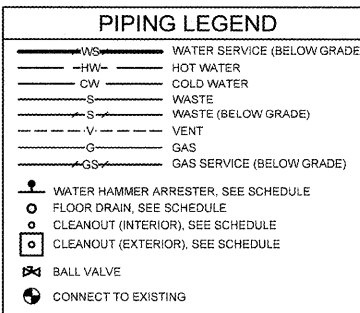 PIPING LEGEND
WS WATER SERVICE (BELOW GRADE
HW HOT WATER
CW COLD WATER
S WASTE
S WASTE (BELOW GRADE)
V VENT
G GAS
GS GAS SERVICE (BELOW GRADE)
WATER HAMMER ARRESTER, SEE SCHEDULE
FLOOR DRAIN, SEE SCHEDULE
CLEANOUT (INTERIOR), SEE SCHEDULE
CLEANOUT (EXTERIOR), SEE SCHEDULE
BALL VALVE
CONNECT TO EXISTING